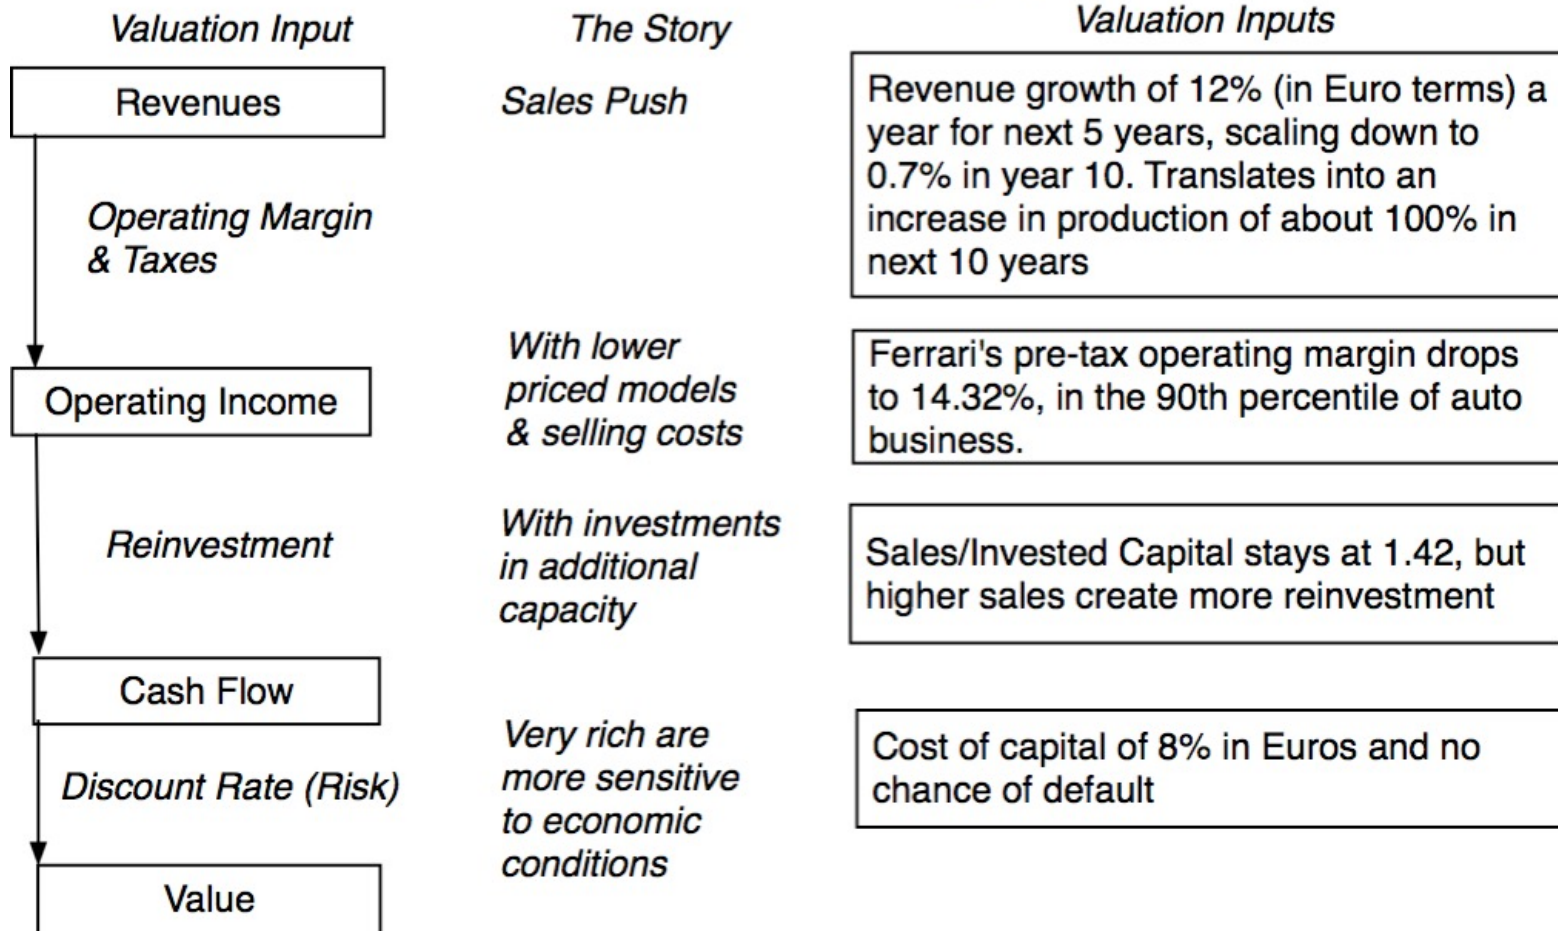 Valuation Input
The Story
Valuation Inputs
Revenues
Sales Push
Revenue growth of 12% (in Euro terms) a
year for next 5 years, scaling down to
0.7% in year 10. Translates into an
increase in production of about 100% in
next 10 years
Operating Margin
& Taxes
Operating Income
With lower
priced models
& selling costs
Ferrari's pre-tax operating margin drops
to 14.32%, in the 90th percentile of auto
business.
Reinvestment
With investments
in additional
capacity
Sales/Invested Capital stays at 1.42, but
higher sales create more reinvestment
Cash Flow
Discount Rate (Risk)
Very rich are
more sensitive
to economic
conditions
Cost of capital of 8% in Euros and no
chance of default
Value